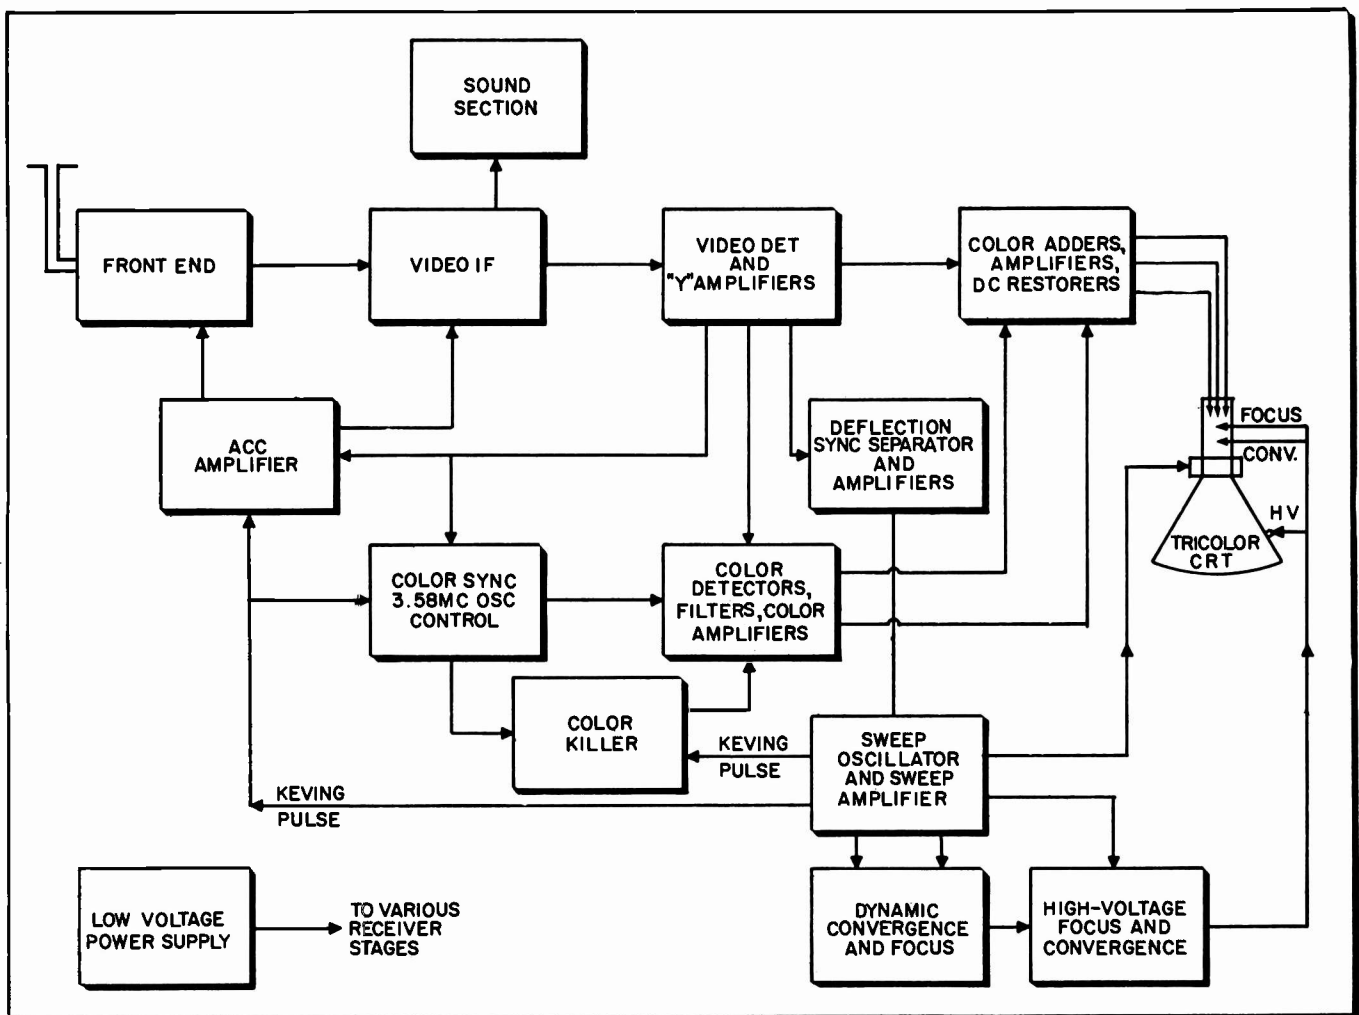 SOUND
SECTION
FRONT END
VIDEO IF
VIDEO DET
AND
"Y" AMPLIFIERS
COLOR ADDERS,
AMPLIFIERS,
DC RESTORERS
ACC
AMPLIFIER
DEFLECTION
SYNC SEPARATOR
AND
AMPLIFIERS
FOCUS
CONV.
HV
TRICOLOR
CRT
COLOR SYNC
3.58MC OSC
CONTROL
COLOR
DETECTORS,
FILTERS, COLOR
AMPLIFIERS
COLOR
KILLER
KEVING
PULSE
SWEEP
OSCILLATOR
AND SWEEP
AMPLIFIER
KEVING
PULSE
LOW VOLTAGE
POWER SUPPLY
TO VARIOUS
RECEIVER
STAGES
DYNAMIC
CONVERGENCE
AND FOCUS
HIGH-VOLTAGE
FOCUS AND
CONVERGENCE